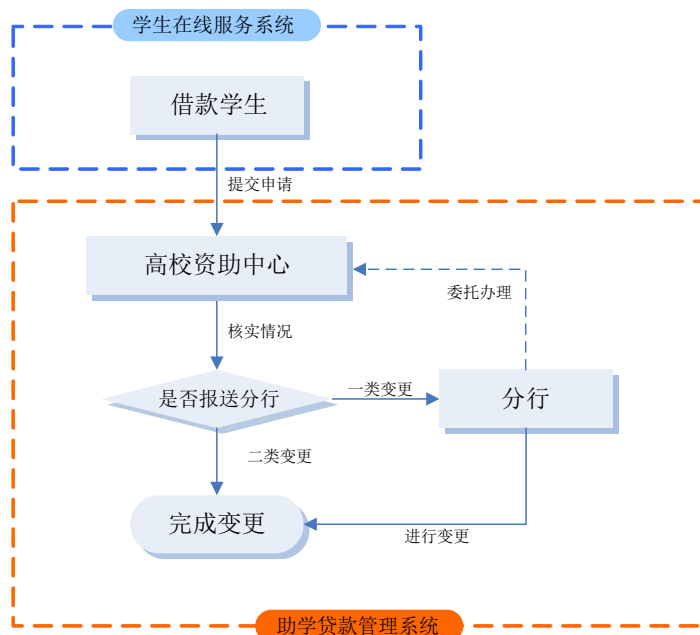 学生在线服务系统
借款学生
提交申请
高校资助中心
委托办理
核实情况
是否报送分行
一类变更
分行
二类变更
完成变更
进行变更
助学贷款管理系统